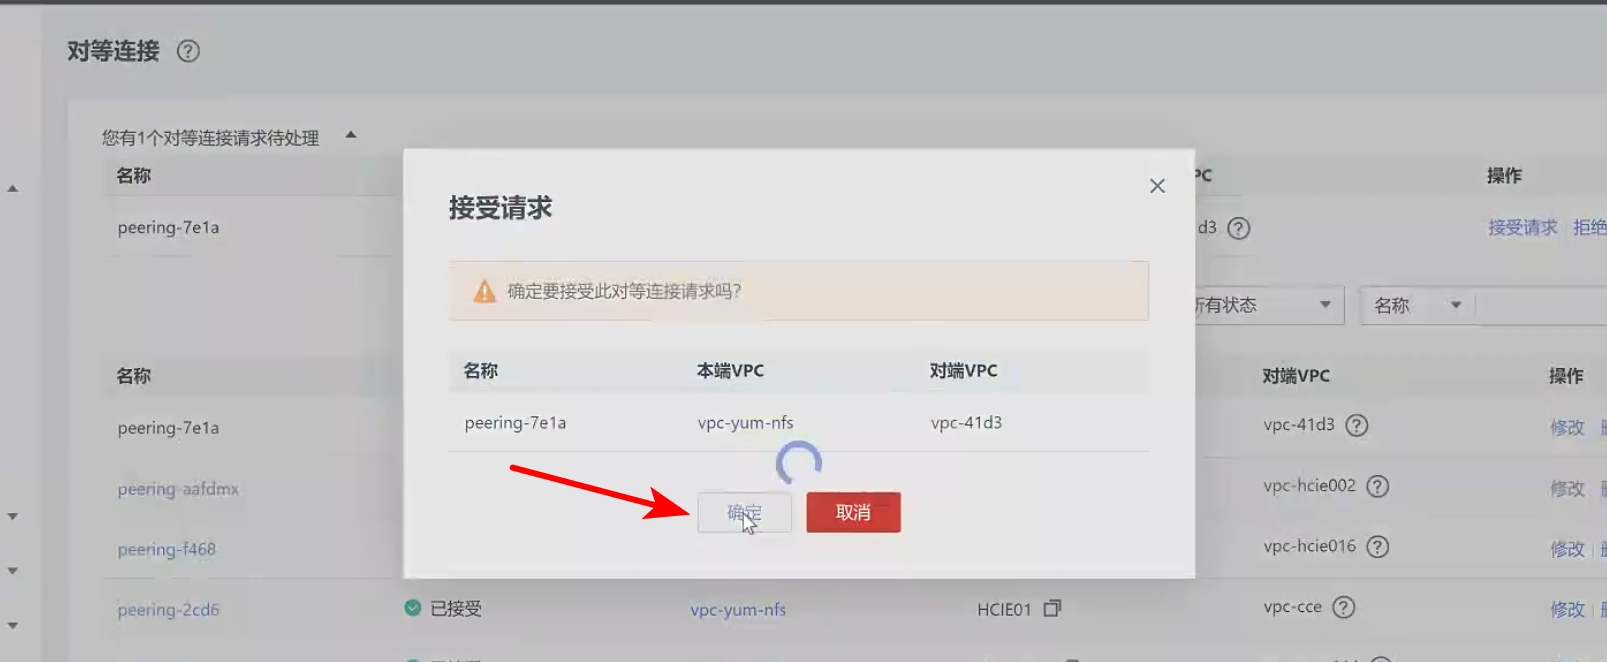 对等连接 ?
您有1个对等连接请求待处理
名称 PC 操作
peering-7e1a d3 ? 接受请求 拒绝
接受请求
确定要接受此对等连接请求吗?
所有状态 名称
名称 本端VPC 对端VPC
peering-7e1a vpc-yum-nfs vpc-41d3
确定 取消
名称 对端VPC 操作
peering-7e1a vpc-41d3 ? 修改
peering-aafdmx vpc-hcie002 ? 修改
peering-f468 vpc-hcie016 ? 修改
peering-2cd6 已接受 vpc-yum-nfs HCIE01 vpc-cce ? 修改